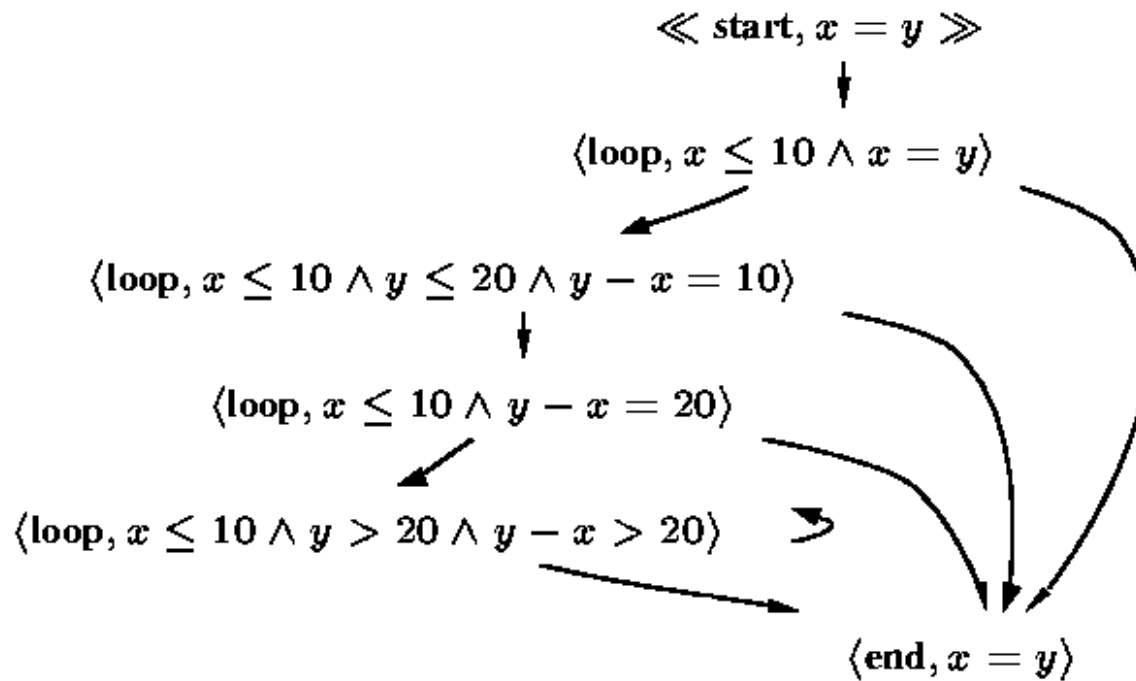 ≪ start, x = y ≫
⟨loop, x ≤ 10 ∧ x = y⟩
⟨loop, x ≤ 10 ∧ y ≤ 20 ∧ y − x = 10⟩
⟨loop, x ≤ 10 ∧ y − x = 20⟩
⟨loop, x ≤ 10 ∧ y > 20 ∧ y − x > 20⟩
⟨end, x = y⟩